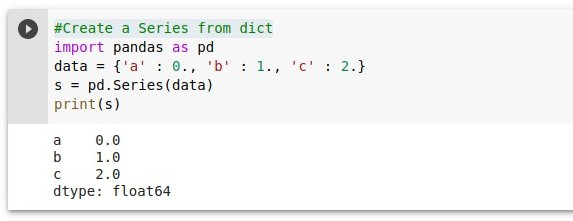 #Create a Series from dict
import pandas as pd
data = {'a' : 0., 'b' : 1., 'c' : 2.}
s = pd.Series(data)
print(s)
a    0.0
b    1.0
c    2.0
dtype: float64